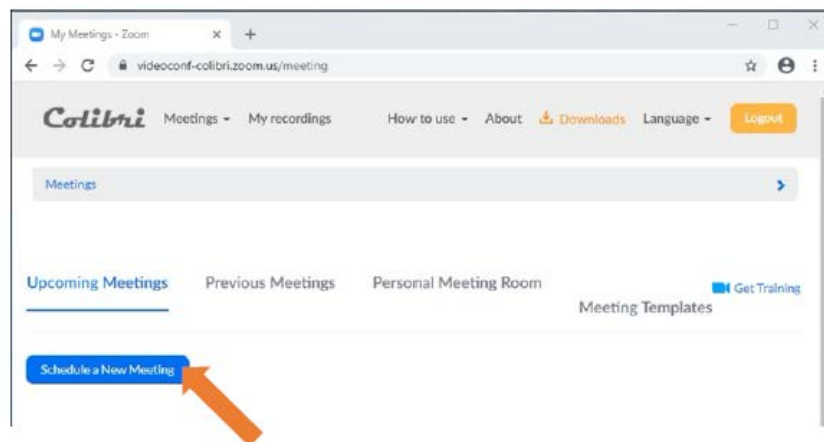 My Meetings - Zoom
videoconf-colibri.zoom.us/meeting
Colibri Meetings My recordings How to use About Downloads Language Logout
Meetings
Upcoming Meetings Previous Meetings Personal Meeting Room Meeting Templates Get Training
Schedule a New Meeting